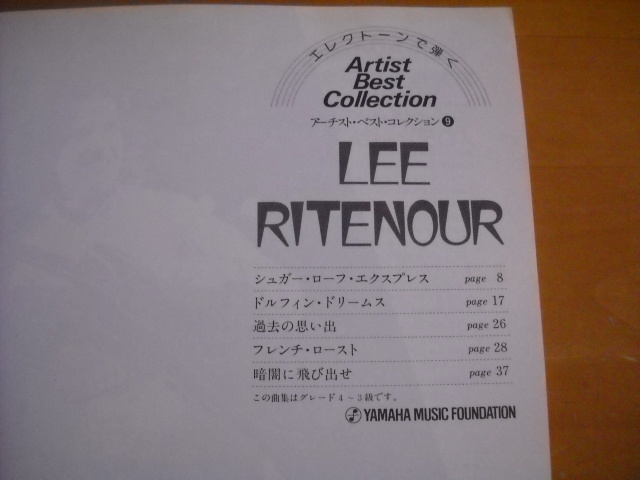 エレクトーンで弾く
Artist
Best
Collection
アーチスト・ベスト・コレクション 9
LEE
RITENOUR
シュガー・ローフ・エクスプレス page 8
ドルフィン・ドリームス page 17
過去の思い出 page 26
フレンチ・ロースト page 28
暗闇に飛び出せ page 37
この曲集はグレード4～3級です。
YAMAHA MUSIC FOUNDATION